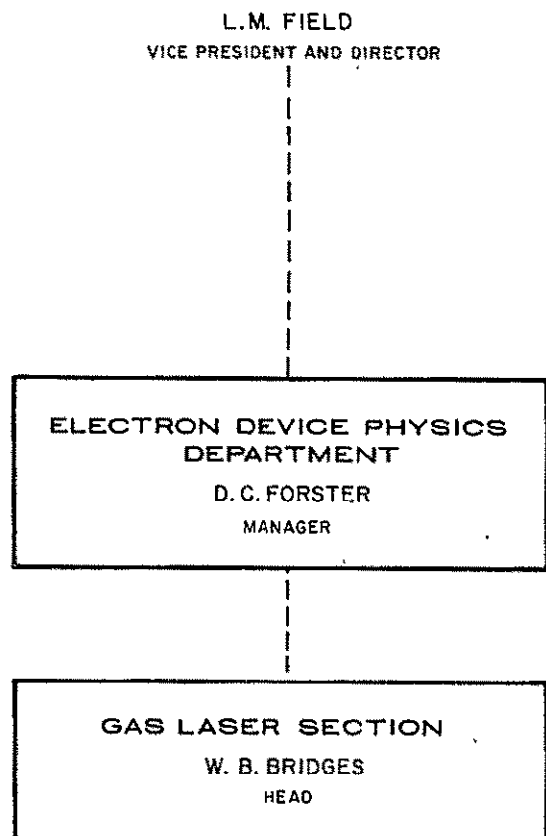 L.M. FIELD
VICE PRESIDENT AND DIRECTOR
ELECTRON DEVICE PHYSICS
DEPARTMENT
D.C. FORSTER
MANAGER
GAS LASER SECTION
W. B. BRIDGES
HEAD